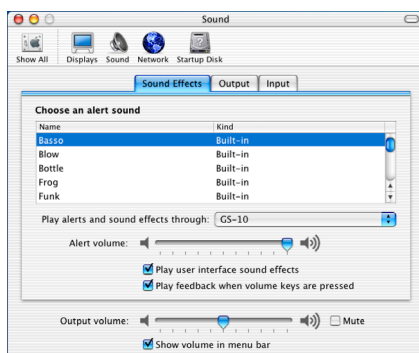 Sound
Show All Displays Sound Network Startup Disk
Sound Effects Output Input
Choose an alert sound
Name Kind
Basso Built-in
Blow Built-in
Bottle Built-in
Frog Built-in
Funk Built-in
Play alerts and sound effects through: GS-10
Alert volume:
Play user interface sound effects
Play feedback when volume keys are pressed
Output volume: Mute
Show volume in menu bar